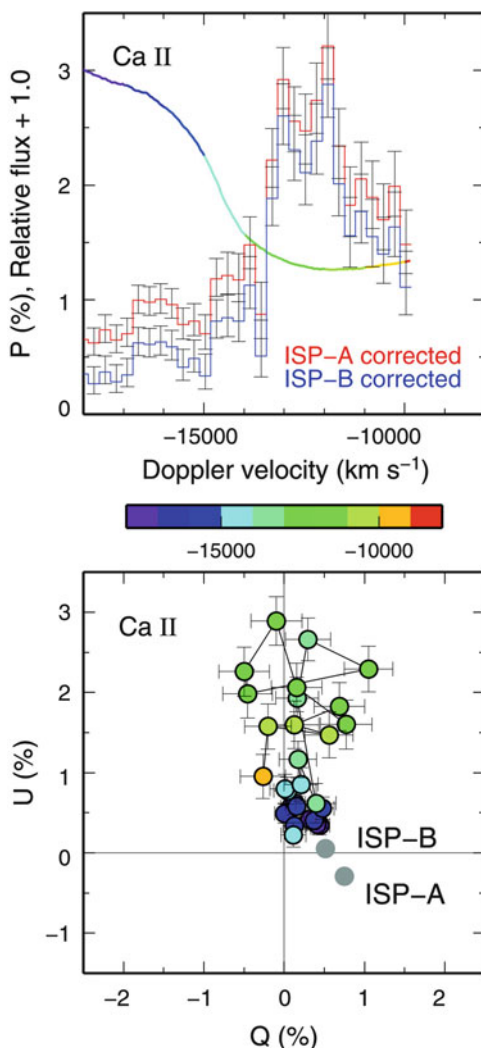 Ca II
P (%), Relative flux + 1.0
3
2
1
0
ISP−A corrected
ISP−B corrected
−15000
−10000
Doppler velocity (km s⁻¹)
−15000
−10000
Ca II
U (%)
3
2
1
0
−1
ISP−B
ISP−A
−2
−1
0
1
2
Q (%)